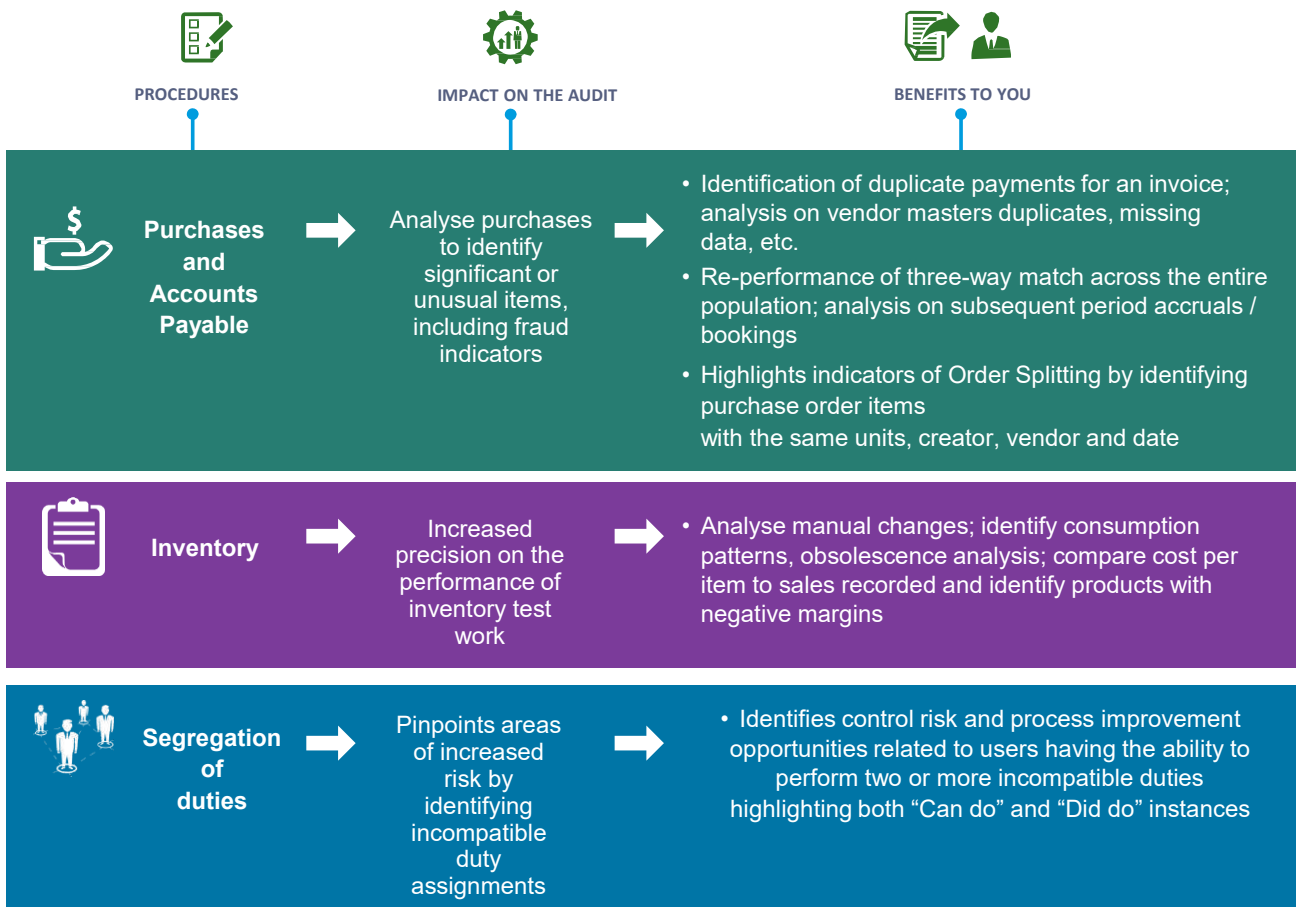 PROCEDURES
IMPACT ON THE AUDIT
BENEFITS TO YOU
$
Purchases
and
Accounts
Payable
Analyse purchases
to identify
significant or
unusual items,
including fraud
indicators
• Identification of duplicate payments for an invoice;
analysis on vendor masters duplicates, missing
data, etc.
• Re-performance of three-way match across the entire
population; analysis on subsequent period accruals /
bookings
• Highlights indicators of Order Splitting by identifying
purchase order items
with the same units, creator, vendor and date
Inventory
Increased
precision on the
performance of
inventory test
work
• Analyse manual changes; identify consumption
patterns, obsolescence analysis; compare cost per
item to sales recorded and identify products with
negative margins
Segregation
of
duties
Pinpoints areas
of increased
risk by
identifying
incompatible
duty
assignments
• Identifies control risk and process improvement
opportunities related to users having the ability to
perform two or more incompatible duties
highlighting both “Can do” and “Did do” instances